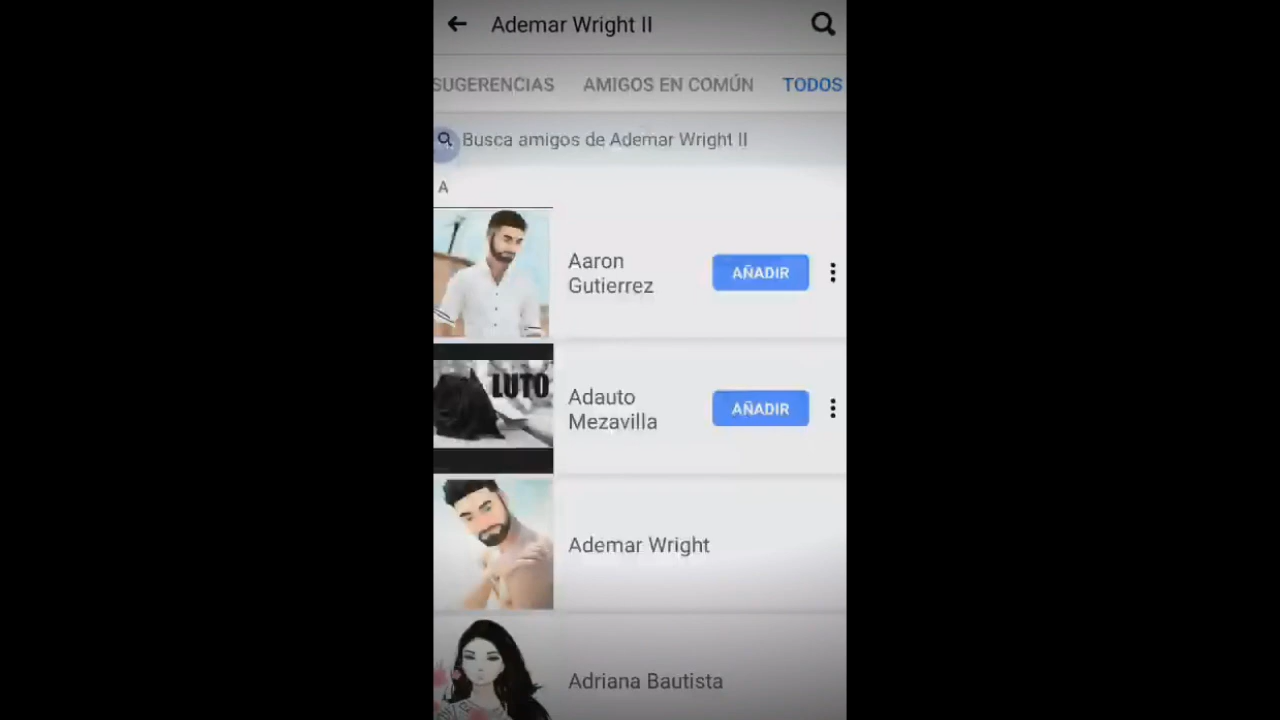 Ademar Wright II
SUGERENCIAS AMIGOS EN COMÚN TODOS
Busca amigos de Ademar Wright II
A
Aaron
Gutierrez
AÑADIR
LUTO
Adauto
Mezavilla
AÑADIR
Ademar Wright
Adriana Bautista